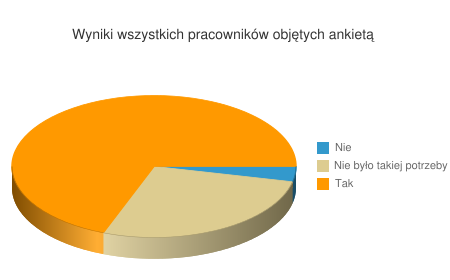 Wyniki wszystkich pracowników objętych ankietą
Nie
Nie było takiej potrzeby
Tak